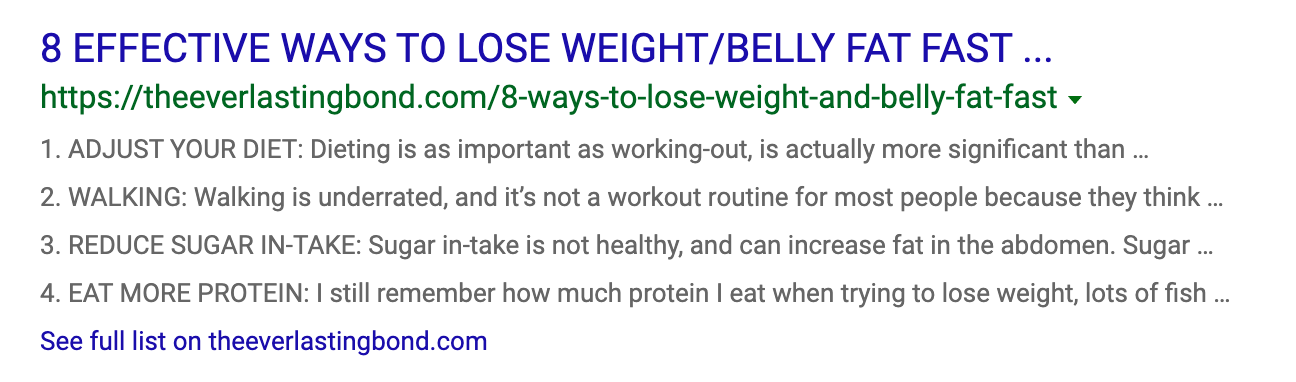 8 EFFECTIVE WAYS TO LOSE WEIGHT/BELLY FAT FAST ...
https://theeverlastingbond.com/8-ways-to-lose-weight-and-belly-fat-fast
1. ADJUST YOUR DIET: Dieting is as important as working-out, is actually more significant than ...
2. WALKING: Walking is underrated, and it’s not a workout routine for most people because they think ...
3. REDUCE SUGAR IN-TAKE: Sugar in-take is not healthy, and can increase fat in the abdomen. Sugar ...
4. EAT MORE PROTEIN: I still remember how much protein I eat when trying to lose weight, lots of fish ...
See full list on theeverlastingbond.com